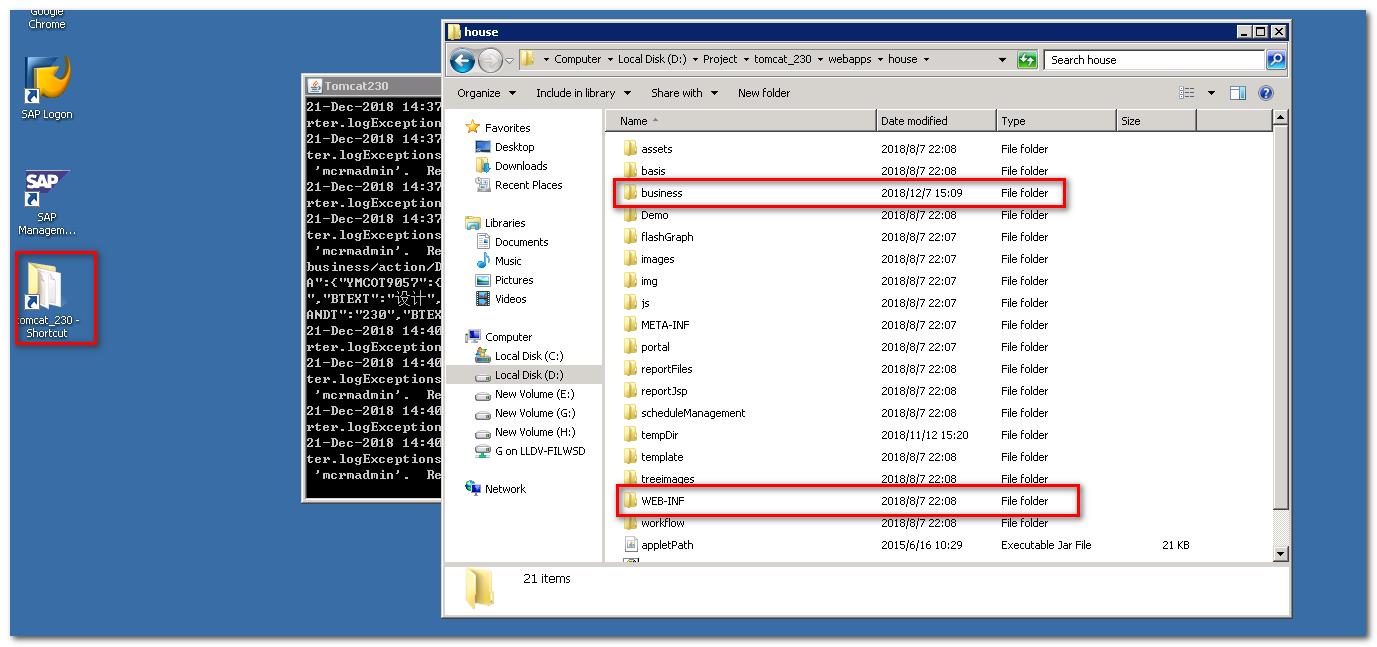 Google
Chrome
SAP Logon
SAP
SAP
Managem...
tomcat_230 -
Shortcut
Tomcat230
21-Dec-2018 14:37
rter.logException
21-Dec-2018 14:37
ter.logExceptions
'mcrmadmin'. Re
21-Dec-2018 14:37
rter.logException
21-Dec-2018 14:37
ter.logExceptions
'mcrmadmin'. Re
business/action/D
A":{"YMCOT9057":{
","BTEXT":"设计",
ANDT":"230","BTEX
21-Dec-2018 14:40
rter.logException
21-Dec-2018 14:40
ter.logExceptions
'mcrmadmin'. Re
21-Dec-2018 14:40
rter.logException
21-Dec-2018 14:40
ter.logExceptions
'mcrmadmin'. Re
house
Computer Local Disk (D:) Project tomcat_230 webapps house
Search house
Organize Include in library Share with New folder
Favorites
Desktop
Downloads
Recent Places
Libraries
Documents
Music
Pictures
Videos
Computer
Local Disk (C:)
Local Disk (D:)
New Volume (E:)
New Volume (G:)
New Volume (H:)
G on LLDV-FILWSD
Network
Name Date modified Type Size
assets 2018/8/7 22:08 File folder
basis 2018/8/7 22:08 File folder
business 2018/12/7 15:09 File folder
Demo 2018/8/7 22:08 File folder
flashGraph 2018/8/7 22:07 File folder
images 2018/8/7 22:08 File folder
img 2018/8/7 22:08 File folder
js 2018/8/7 22:08 File folder
META-INF 2018/8/7 22:07 File folder
portal 2018/8/7 22:07 File folder
reportFiles 2018/8/7 22:08 File folder
reportJsp 2018/8/7 22:08 File folder
scheduleManagement 2018/8/7 22:08 File folder
tempDir 2018/11/12 15:20 File folder
template 2018/8/7 22:08 File folder
treeimages 2018/8/7 22:08 File folder
WEB-INF 2018/8/7 22:08 File folder
workflow 2018/8/7 22:08 File folder
appletPath 2015/6/16 10:29 Executable Jar File 21 KB
21 items